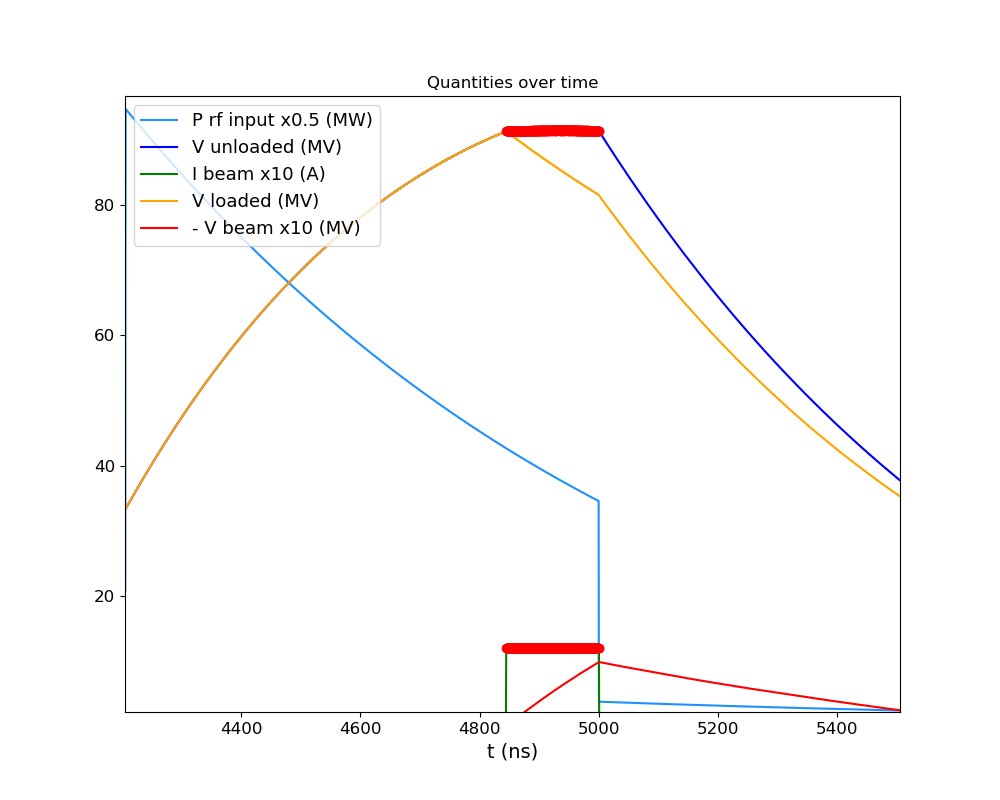 Quantities over time
P rf input x0.5 (MW)
V unloaded (MV)
I beam x10 (A)
V loaded (MV)
- V beam x10 (MV)
80
60
40
20
4400 4600 4800 5000 5200 5400
t (ns)